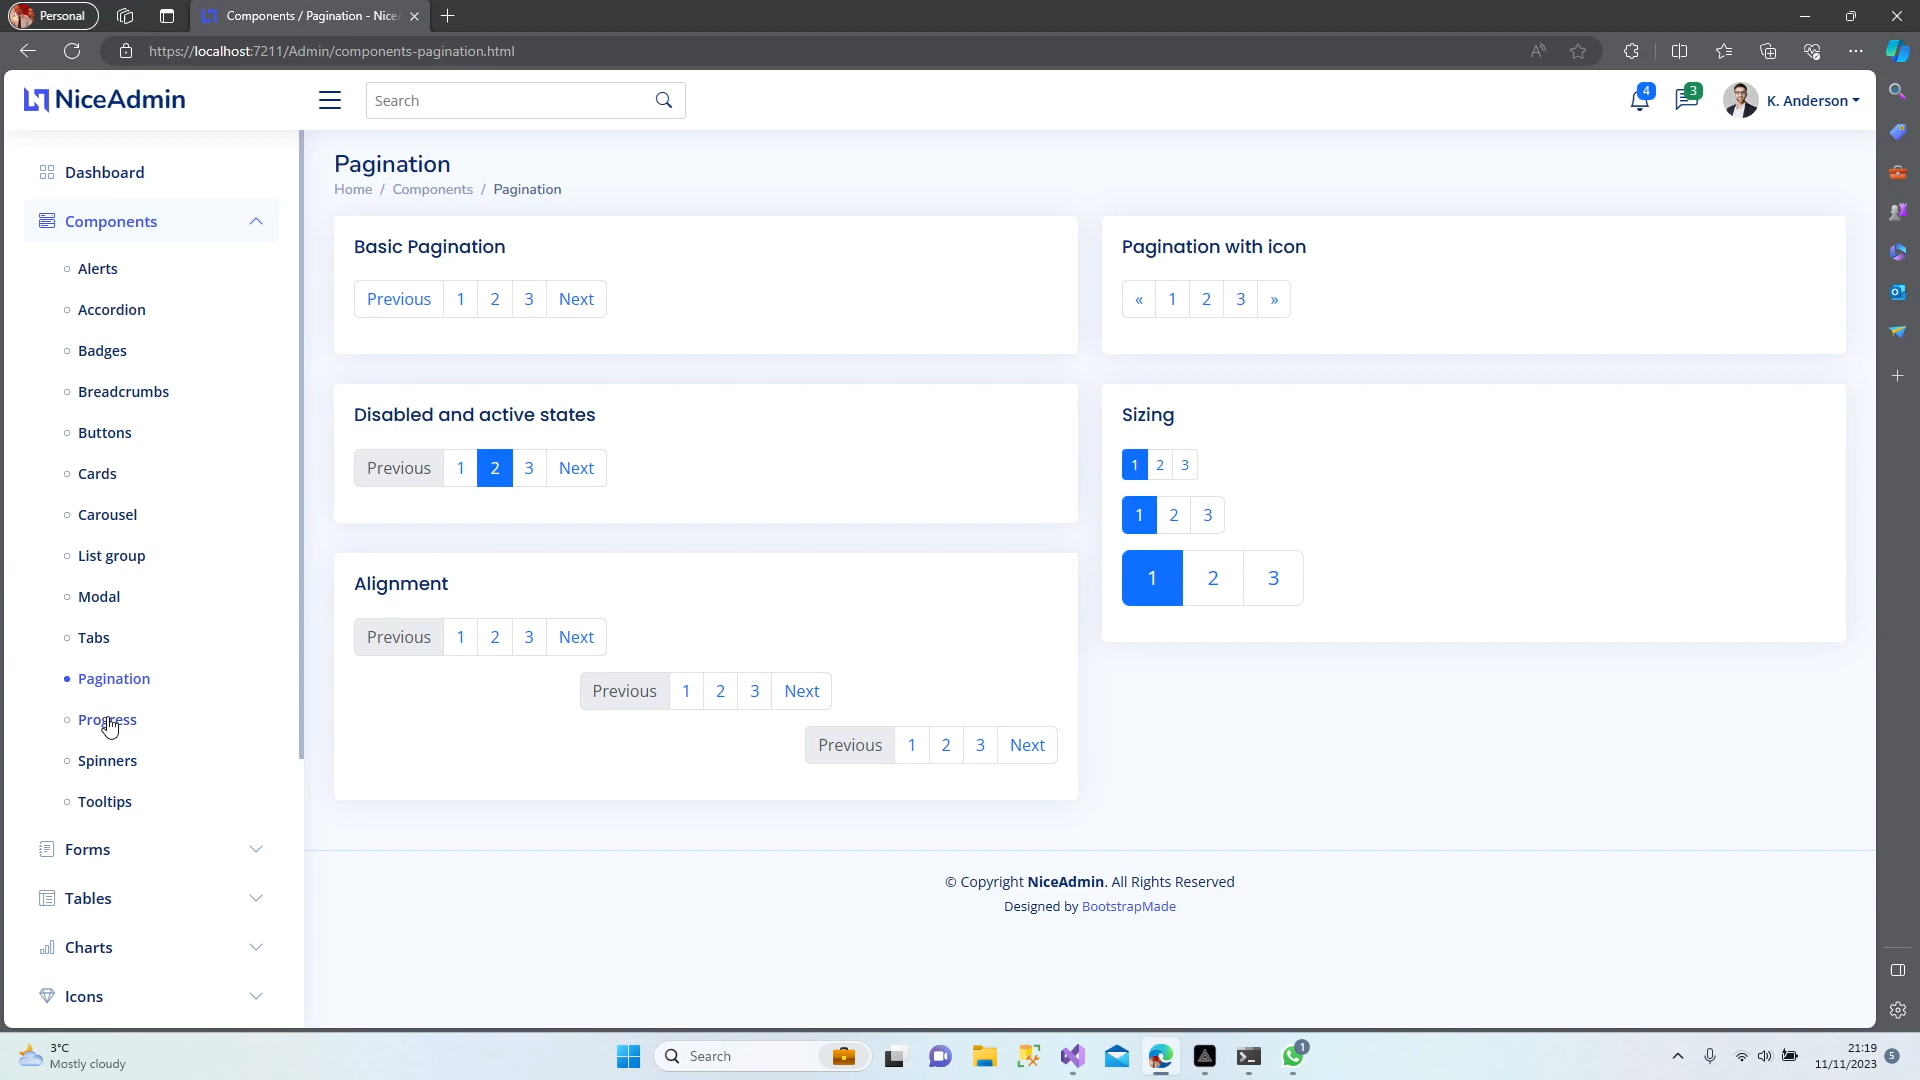 Personal
Components / Pagination - Nice
https://localhost:7211/Admin/components-pagination.html
NiceAdmin
Search
4
3
K. Anderson
Dashboard
Components
Alerts
Accordion
Badges
Breadcrumbs
Buttons
Cards
Carousel
List group
Modal
Tabs
Pagination
Progress
Spinners
Tooltips
Forms
Tables
Charts
Icons
Pagination
Home / Components / Pagination
Basic Pagination
Previous 1 2 3 Next
Disabled and active states
Previous 1 2 3 Next
Alignment
Previous 1 2 3 Next
Previous 1 2 3 Next
Previous 1 2 3 Next
Pagination with icon
« 1 2 3 »
Sizing
1 2 3
1 2 3
1 2 3
© Copyright NiceAdmin. All Rights Reserved
Designed by BootstrapMade
3°C
Mostly cloudy
Search
1
21:19
11/11/2023
5